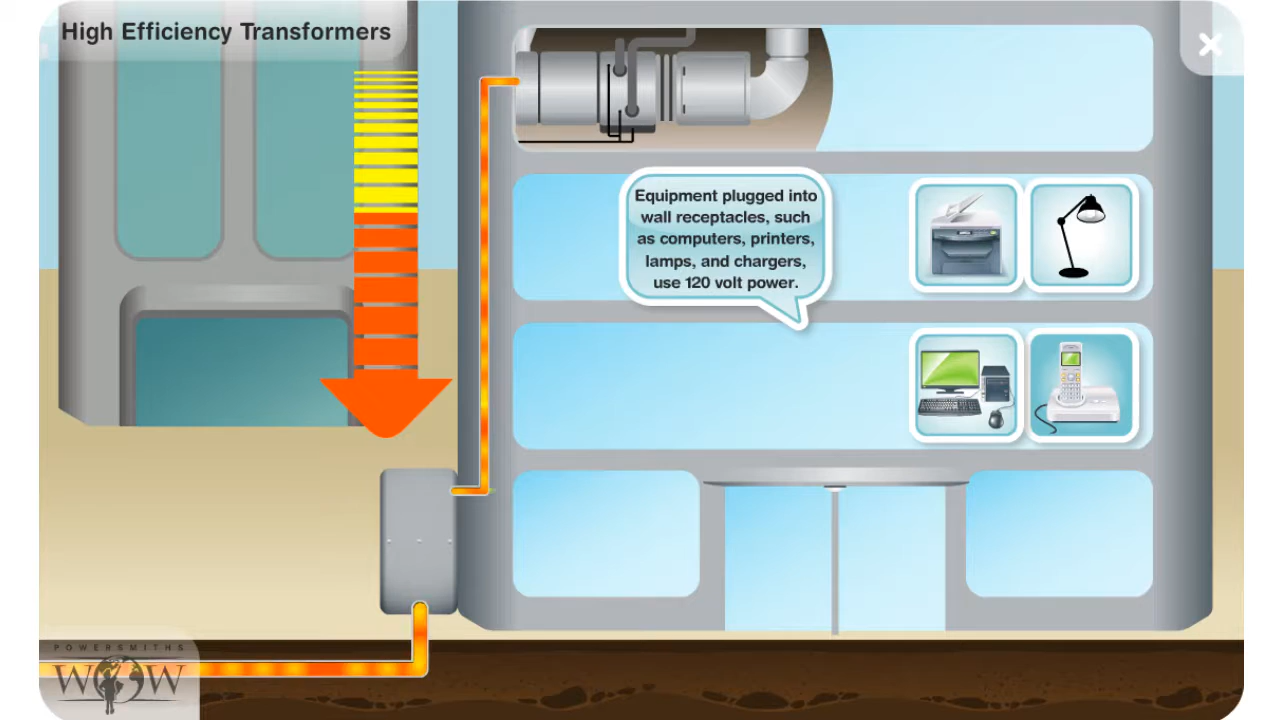 High Efficiency Transformers
Equipment plugged into
wall receptacles, such
as computers, printers,
lamps, and chargers,
use 120 volt power.
POWERSMITHS
WOW